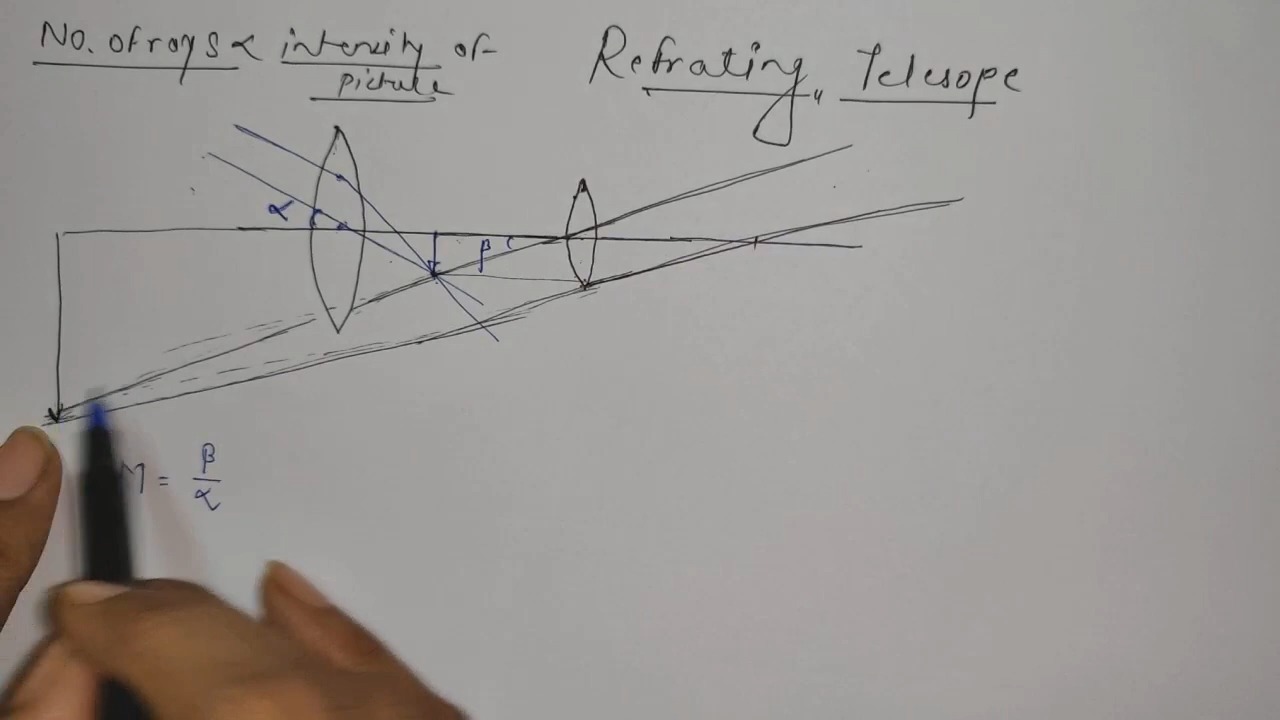 No. of rays ∝ intensity of
picture
Refrating Telesope
α
β
M = β/α